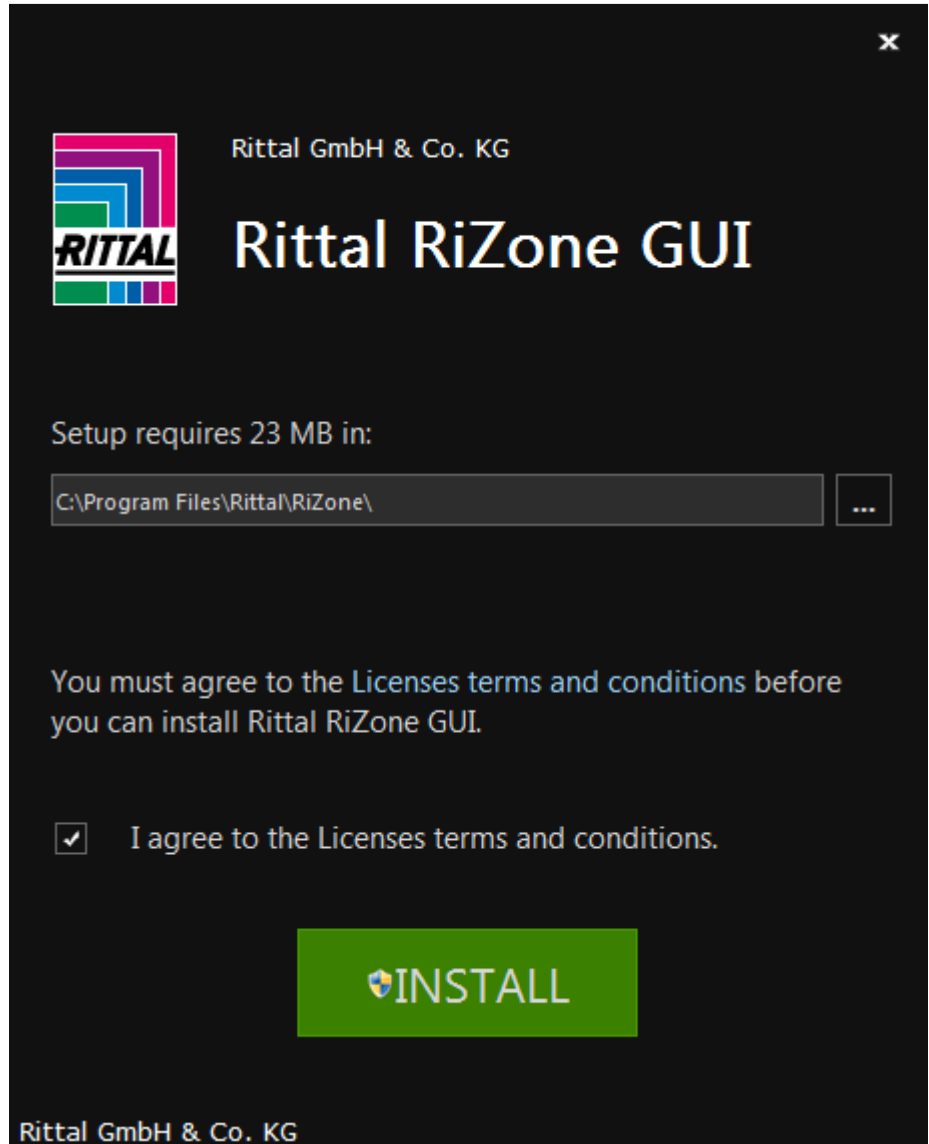 Rittal GmbH & Co. KG
RITTAL
Rittal RiZone GUI
Setup requires 23 MB in:
C:\Program Files\Rittal\RiZone\
...
You must agree to the Licenses terms and conditions before
you can install Rittal RiZone GUI.
I agree to the Licenses terms and conditions.
INSTALL
Rittal GmbH & Co. KG